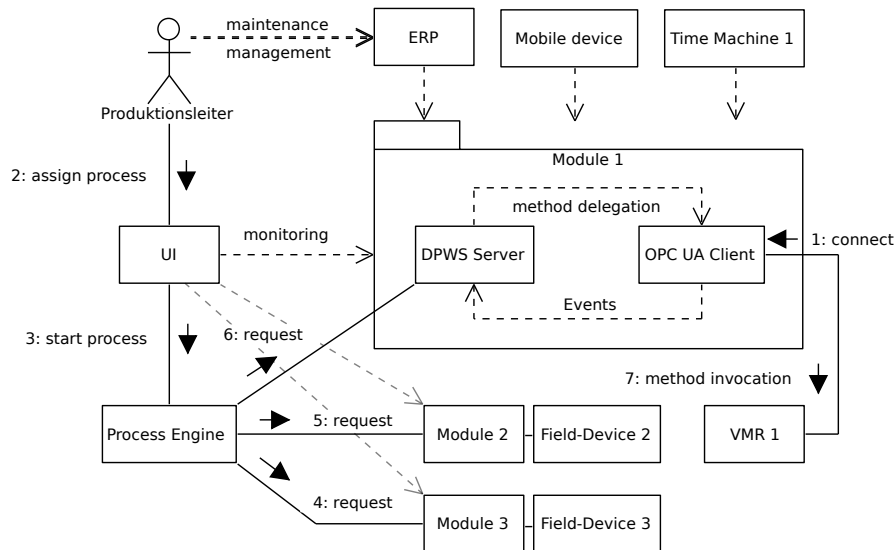 maintenance
management
ERP
Mobile device
Time Machine 1
Produktionsleiter
Module 1
2: assign process
method delegation
monitoring
UI
DPWS Server
OPC UA Client
1: connect
Events
3: start process
6: request
7: method invocation
5: request
Process Engine
Module 2
Field-Device 2
VMR 1
4: request
Module 3
Field-Device 3